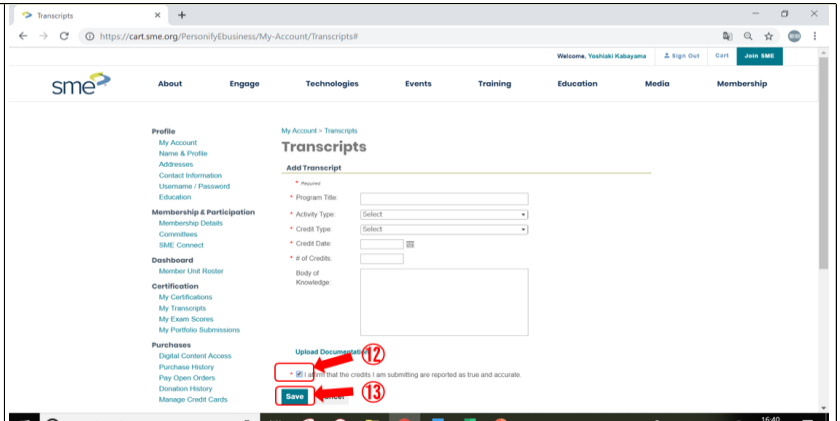 Transcripts
https://cart.sme.org/PersonifyEbusiness/My-Account/Transcripts#
Welcome, Yoshiaki Kabayama Sign Out Cart Join SME
sme About Engage Technologies Events Training Education Media Membership
Profile
My Account
Name & Profile
Addresses
Contact Information
Username / Password
Education
Membership & Participation
Membership Details
Committees
SME Connect
Dashboard
Member Unit Roster
Certification
My Certifications
My Transcripts
My Exam Scores
My Portfolio Submissions
Purchases
Digital Content Access
Purchase History
Pay Open Orders
Donation History
Manage Credit Cards
My Account > Transcripts
Transcripts
Add Transcript
* Required
* Program Title:
* Activity Type: Select
* Credit Type: Select
* Credit Date:
* # of Credits:
Body of
Knowledge:
Upload Documentation
⑫
* I affirm that the credits I am submitting are reported as true and accurate.
Save Cancel
⑬
16:40